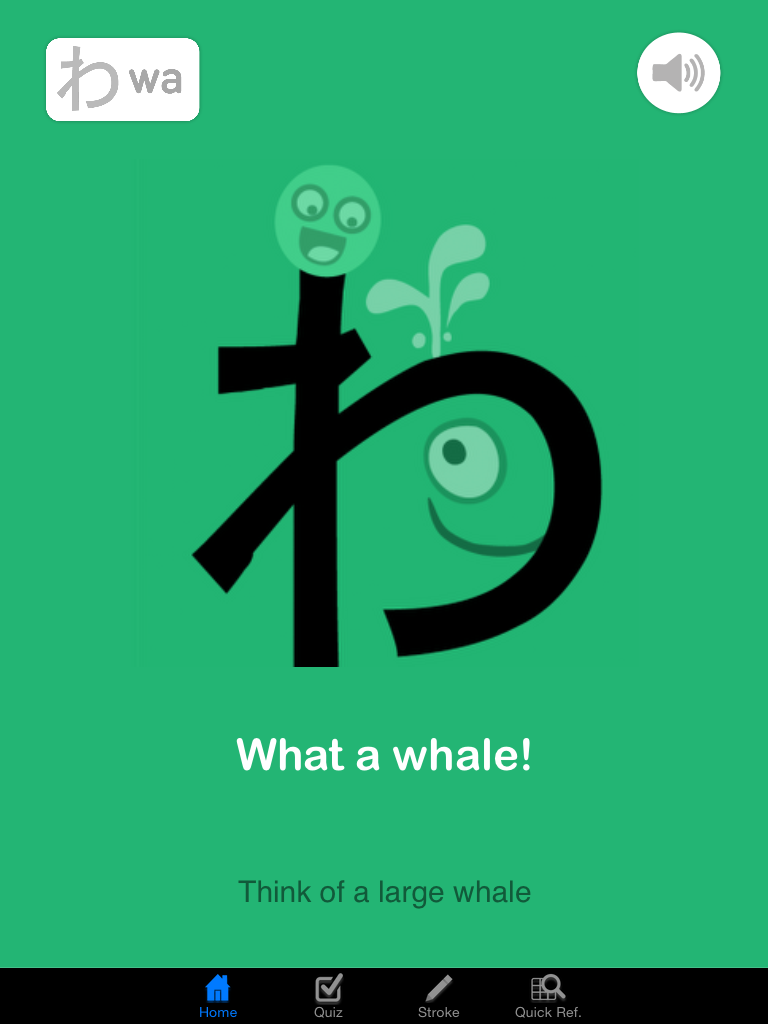 わ wa
わ
What a whale!
Think of a large whale
Home Quiz Stroke Quick Ref.